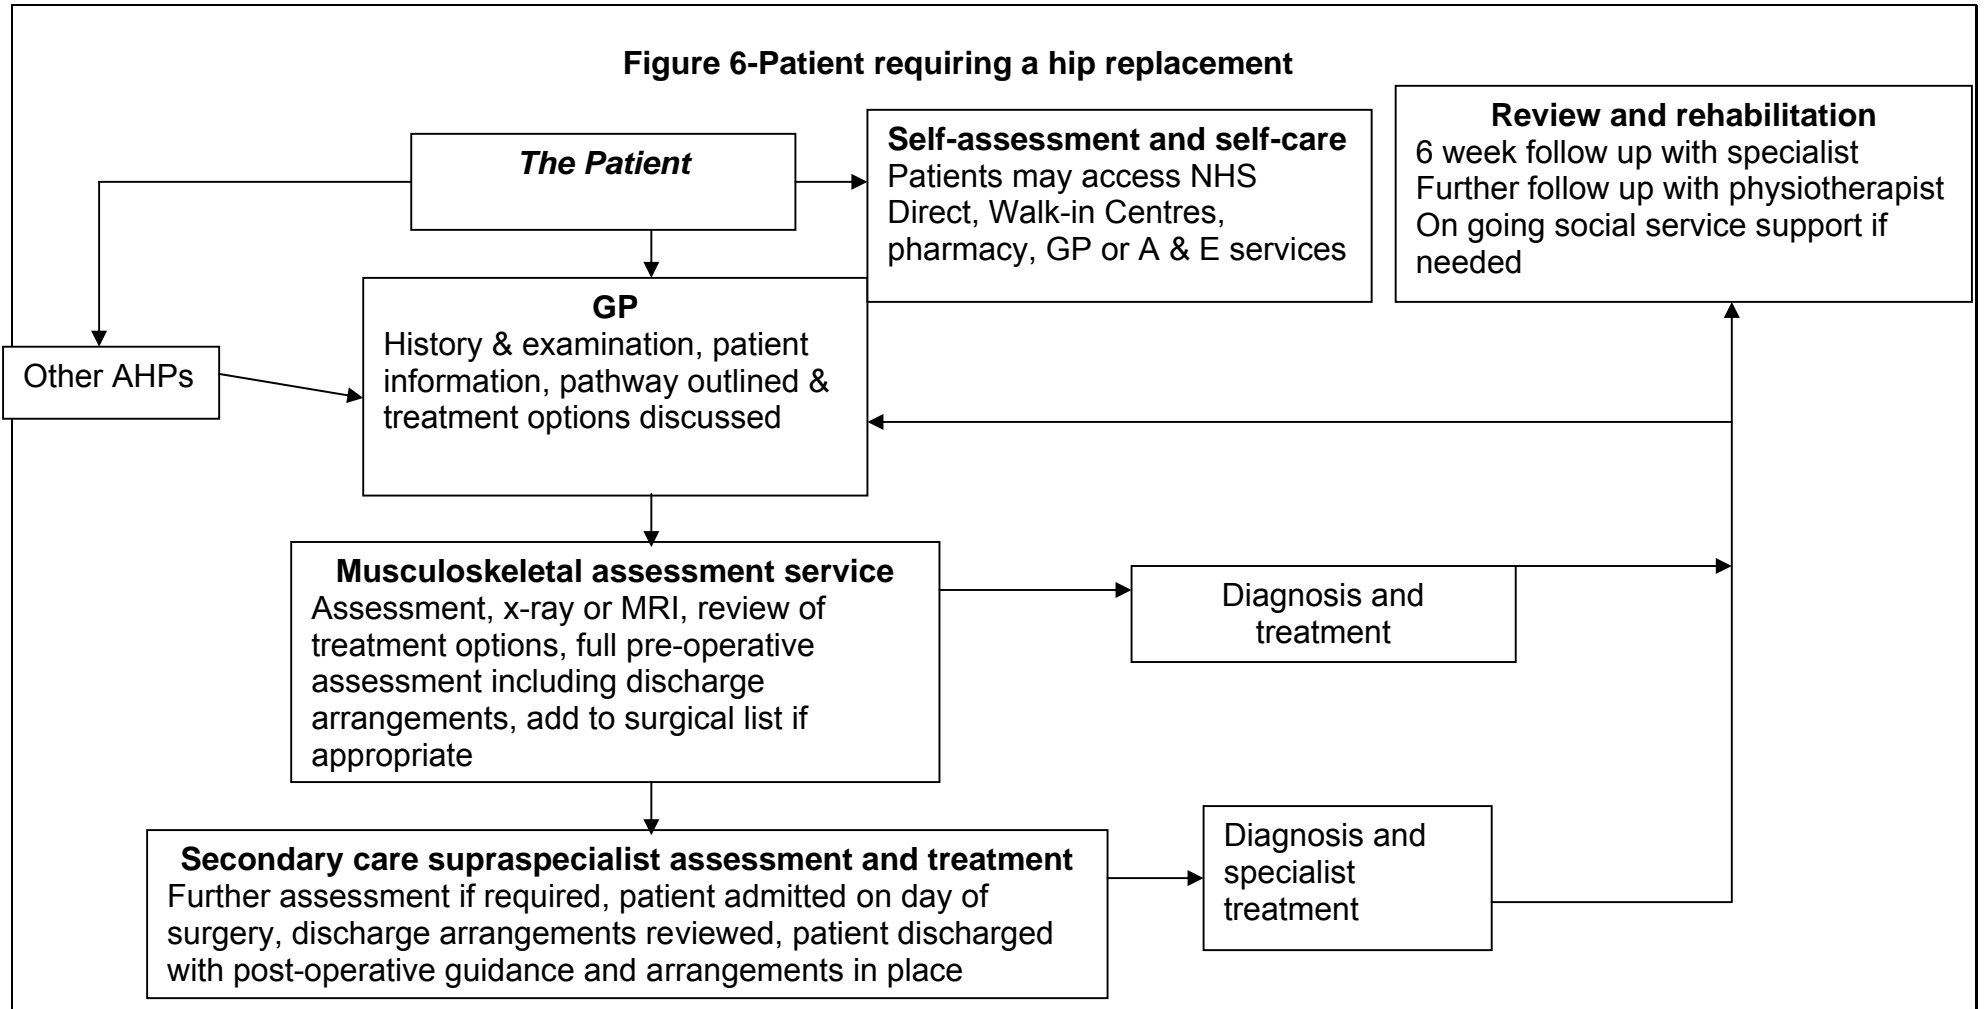 Figure 6-Patient requiring a hip replacement
The Patient
Self-assessment and self-care
Patients may access NHS
Direct, Walk-in Centres,
pharmacy, GP or A & E services
Review and rehabilitation
6 week follow up with specialist
Further follow up with physiotherapist
On going social service support if
needed
Other AHPs
GP
History & examination, patient
information, pathway outlined &
treatment options discussed
Musculoskeletal assessment service
Assessment, x-ray or MRI, review of
treatment options, full pre-operative
assessment including discharge
arrangements, add to surgical list if
appropriate
Diagnosis and
treatment
Secondary care supraspecialist assessment and treatment
Further assessment if required, patient admitted on day of
surgery, discharge arrangements reviewed, patient discharged
with post-operative guidance and arrangements in place
Diagnosis and
specialist
treatment